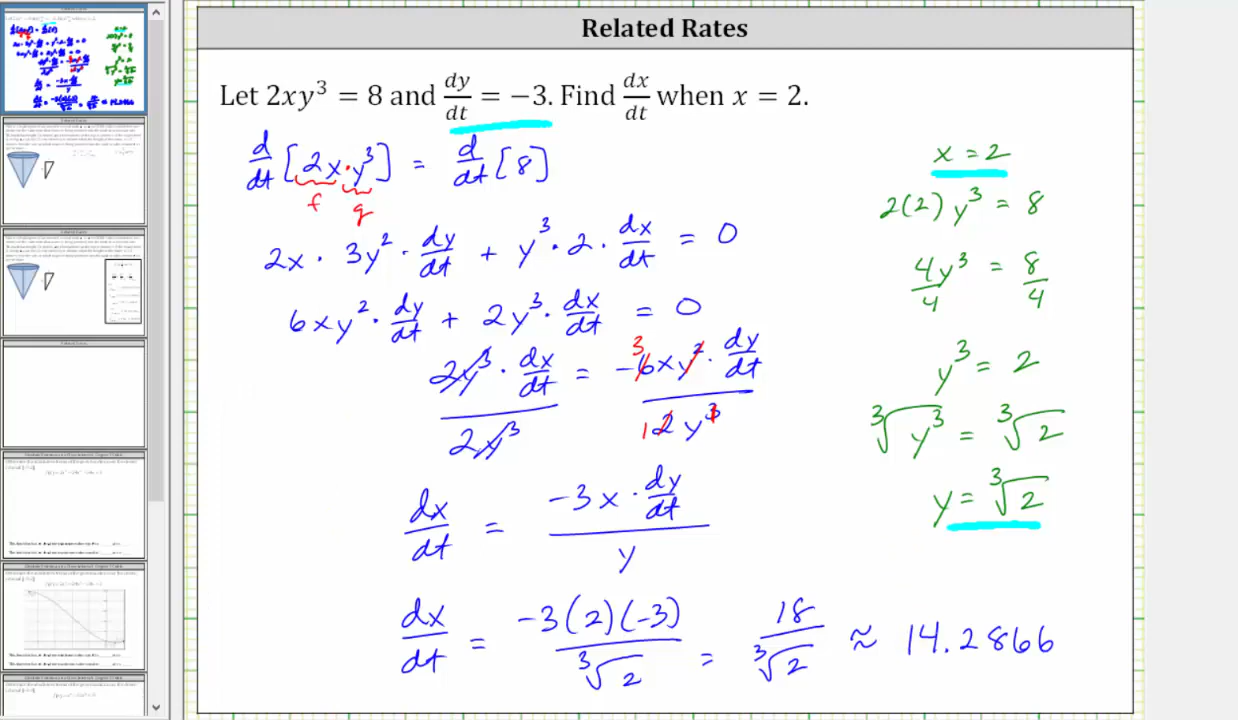 Related Rates
Let 2xy³ = 8 and dy/dt = −3. Find dx/dt when x = 2.
d/dt [2x · y³] = d/dt [8]
f g
2x · 3y² · dy/dt + y³ · 2 · dx/dt = 0
6xy² · dy/dt + 2y³ · dx/dt = 0
2y³ · dx/dt / 2y³ = −6xy² · dy/dt / 2y³
3
1
dx/dt = −3x · dy/dt / y
dx/dt = −3(2)(−3) / ∛2 = 18 / ∛2 ≈ 14.2866
x = 2
2(2)y³ = 8
4y³/4 = 8/4
y³ = 2
∛y³ = ∛2
y = ∛2